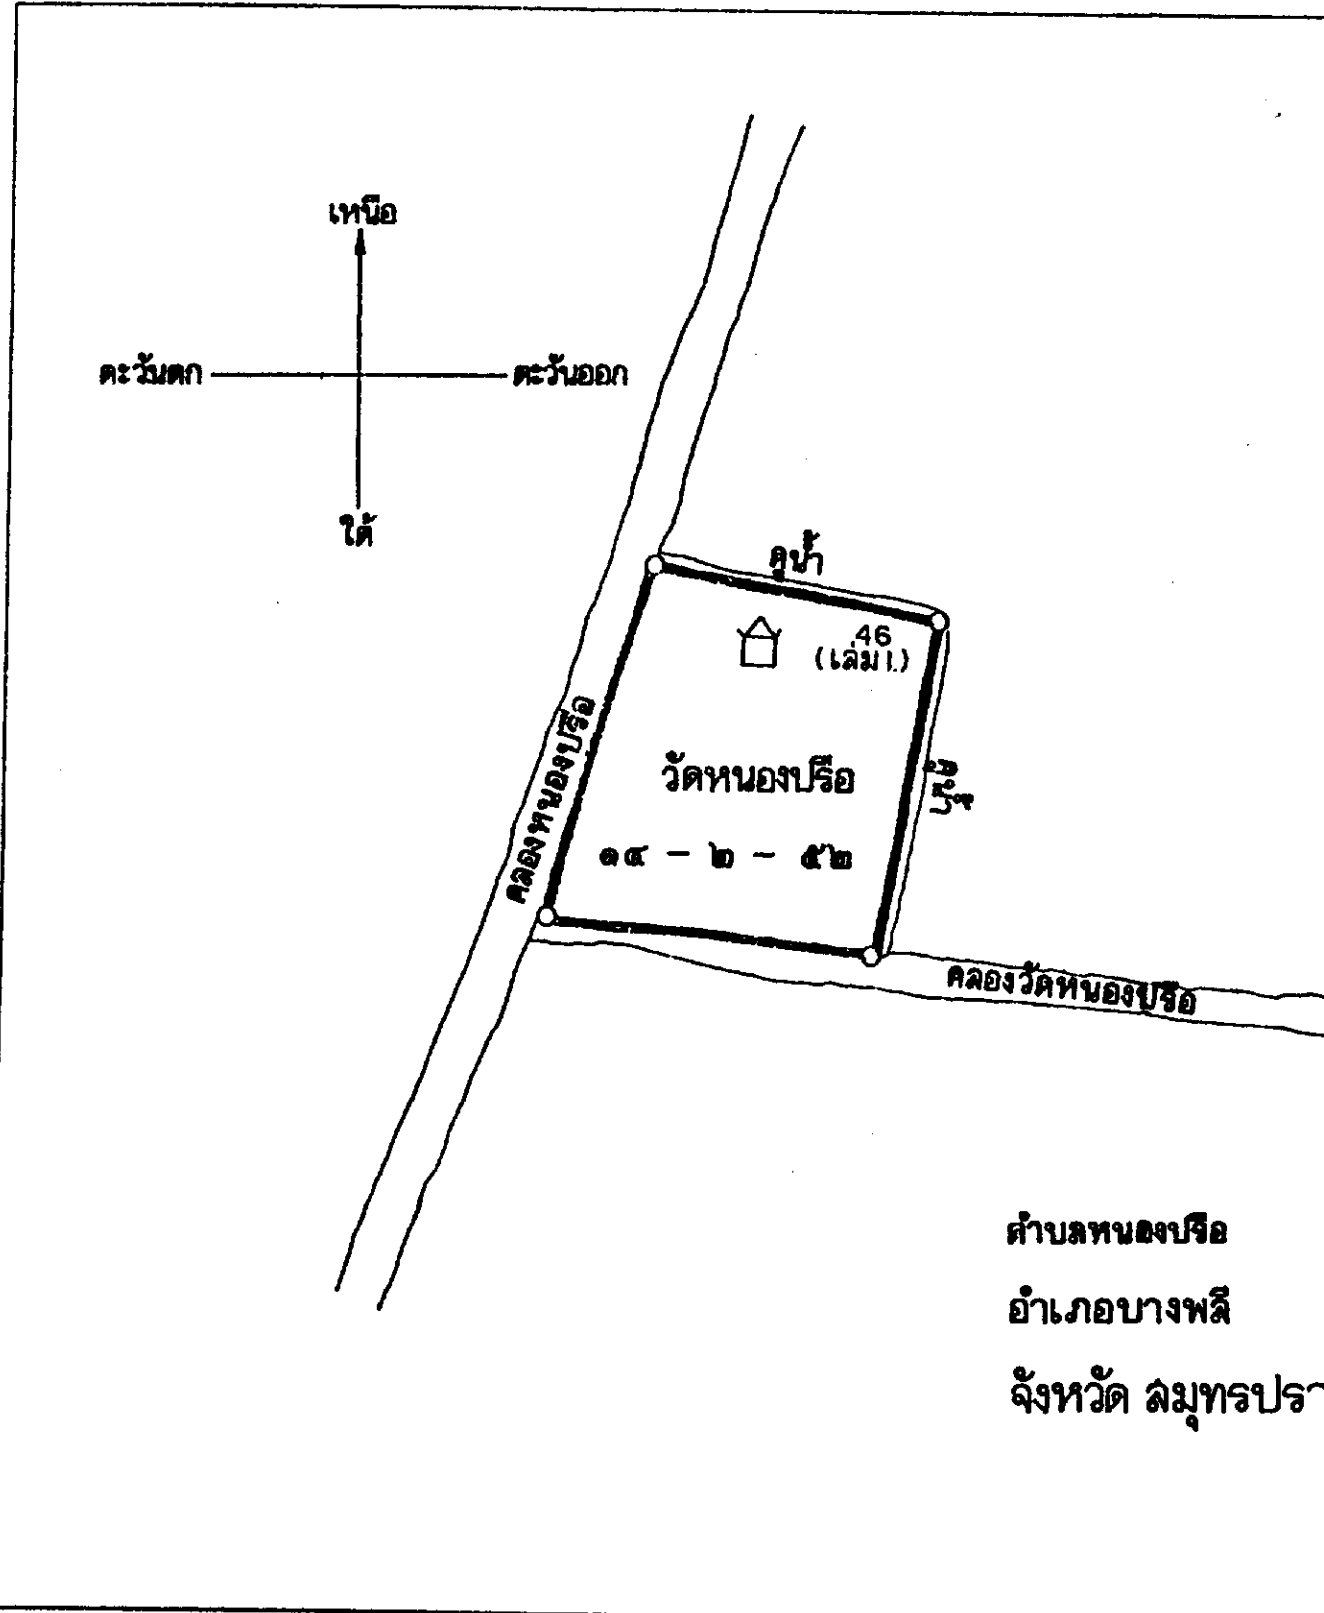 เหนือ
ตะวันตก
ตะวันออก
ใต้
คูน้ำ
46
(เล่ม 1.)
คลองหนองปรือ
วัดหนองปรือ
คูน้ำ
๑๔ - ๒ - ๕๒
คลองวัดหนองปรือ
ตำบลหนองปรือ
อำเภอบางพลี
จังหวัด สมุทรปรา